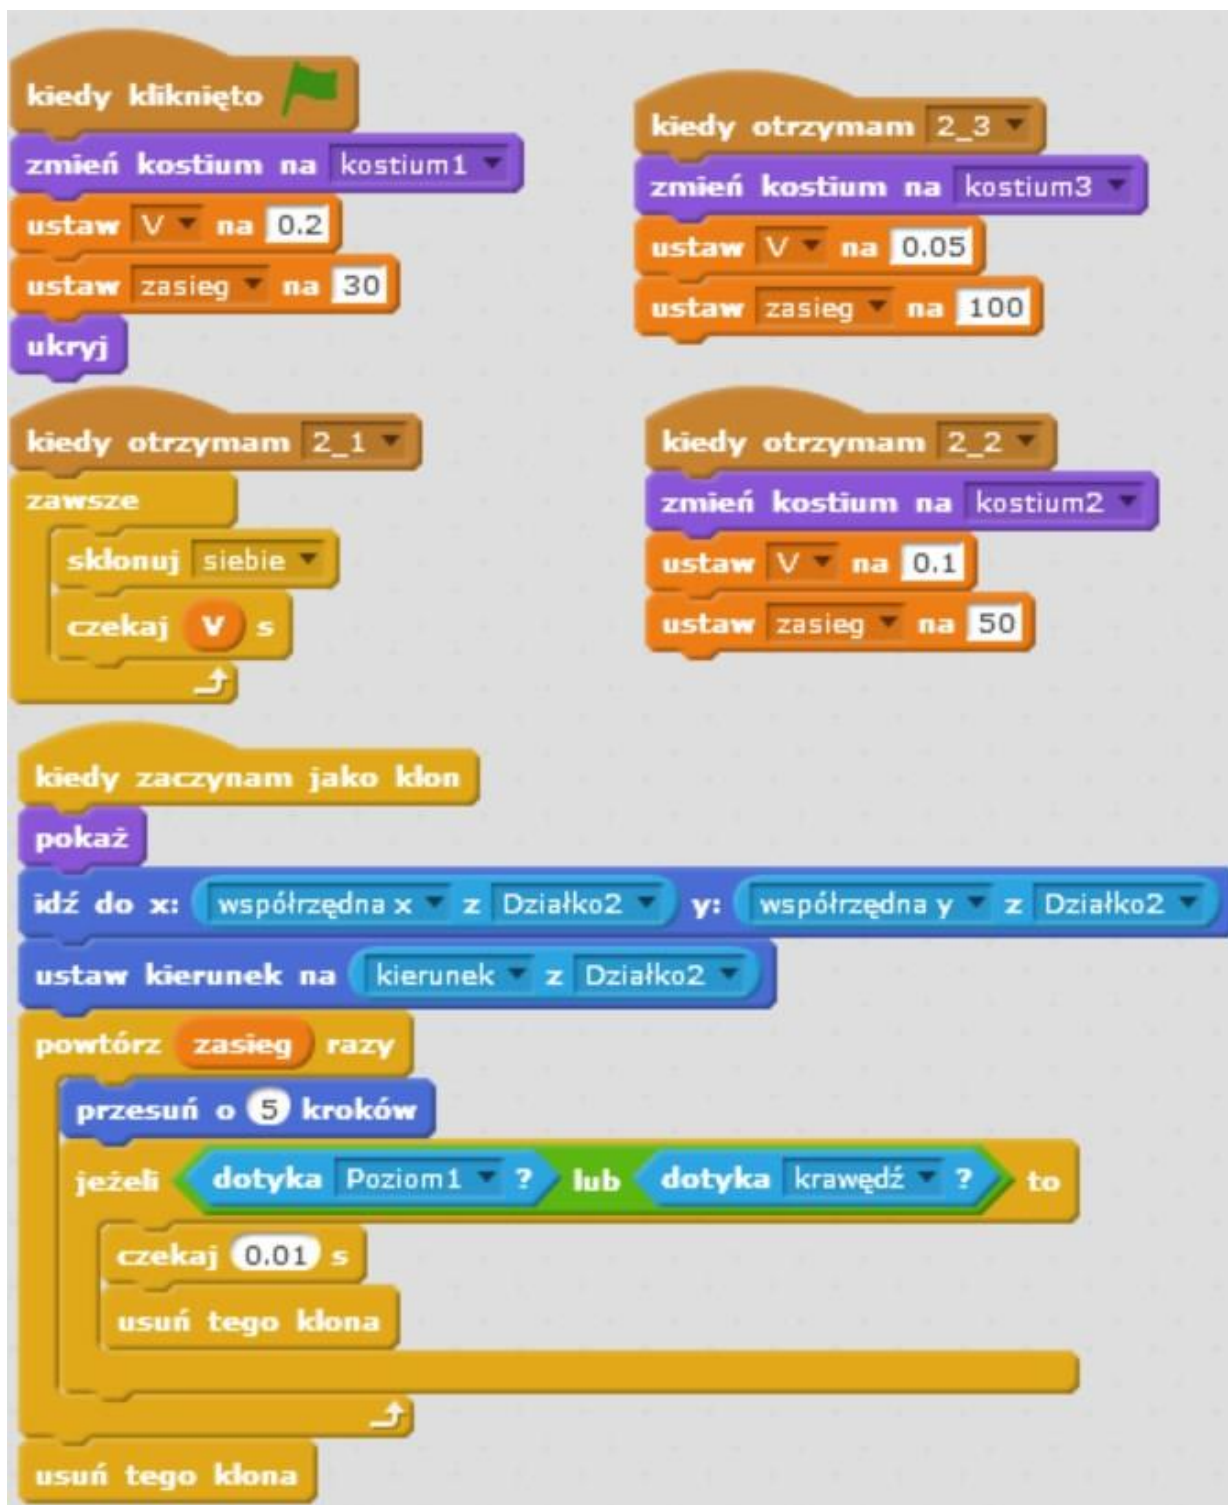 kiedy kliknięto
zmień kostium na kostium1
ustaw V na 0.2
ustaw zasieg na 30
ukryj
kiedy otrzymam 2_3
zmień kostium na kostium3
ustaw V na 0.05
ustaw zasieg na 100
kiedy otrzymam 2_1
zawsze
sklonuj siebie
czekaj V s
kiedy otrzymam 2_2
zmień kostium na kostium2
ustaw V na 0.1
ustaw zasieg na 50
kiedy zaczynam jako klon
pokaż
idź do x: współrzędna x z Działko2 y: współrzędna y z Działko2
ustaw kierunek na kierunek z Działko2
powtórz zasieg razy
przesuń o 5 kroków
jeżeli dotyka Poziom1 ? lub dotyka krawędź ? to
czekaj 0.01 s
usuń tego klona
usuń tego klona